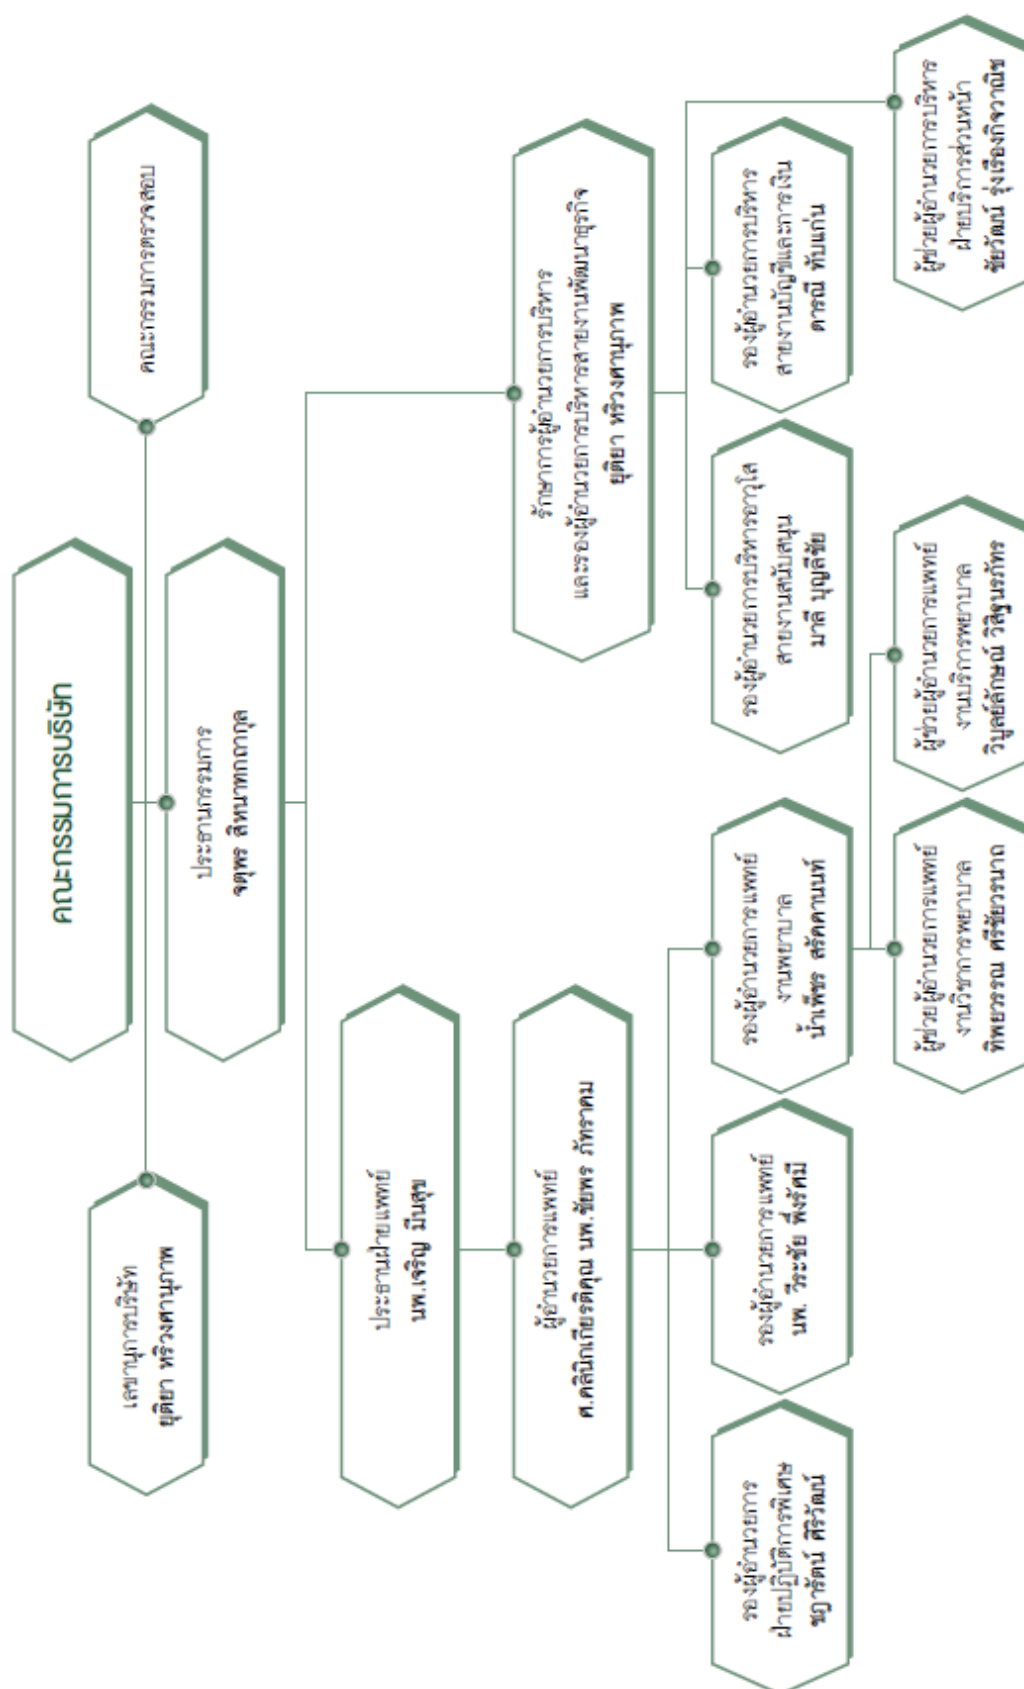 คณะกรรมการบริษัท
เลขานุการบริษัท
ยุติยา หริวงศานุภาพ
คณะกรรมการตรวจสอบ
ประธานกรรมการ
จตุพร สิหนาทกถากุล
ประธานฝ่ายแพทย์
นพ.เจริญ มีนสุข
ผู้อำนวยการแพทย์
ศ.คลินิกเกียรติคุณ นพ.ชัยพร ภัทราคม
รักษาการผู้อำนวยการบริหาร
และรองผู้อำนวยการบริหารสายงานพัฒนาธุรกิจ
ยุติยา หริวงศานุภาพ
รองผู้อำนวยการ
ฝ่ายปฏิบัติการพิเศษ
ชฎารัตน์ ศิริวัฒน์
รองผู้อำนวยการแพทย์
นพ. วีระชัย พึ่งรัศมี
รองผู้อำนวยการแพทย์
งานพยาบาล
น้ำเพ็ชร สรัคคานนท์
รองผู้อำนวยการบริหารอาวุโส
สายงานสนับสนุน
มาลี บุญลีชัย
รองผู้อำนวยการบริหาร
สายงานบัญชีและการเงิน
ดารณี ทับแก่น
ผู้ช่วยผู้อำนวยการแพทย์
งานวิชาการพยาบาล
ทิพยวรรณ ศรีชัยวรนาถ
ผู้ช่วยผู้อำนวยการแพทย์
งานบริการพยาบาล
วิบูลย์ลักษณ์ วิสิฐนรภัทร
ผู้ช่วยผู้อำนวยการบริหาร
ฝ่ายบริการส่วนหน้า
ชัยวัฒน์ รุ่งเรืองกิจวาณิช